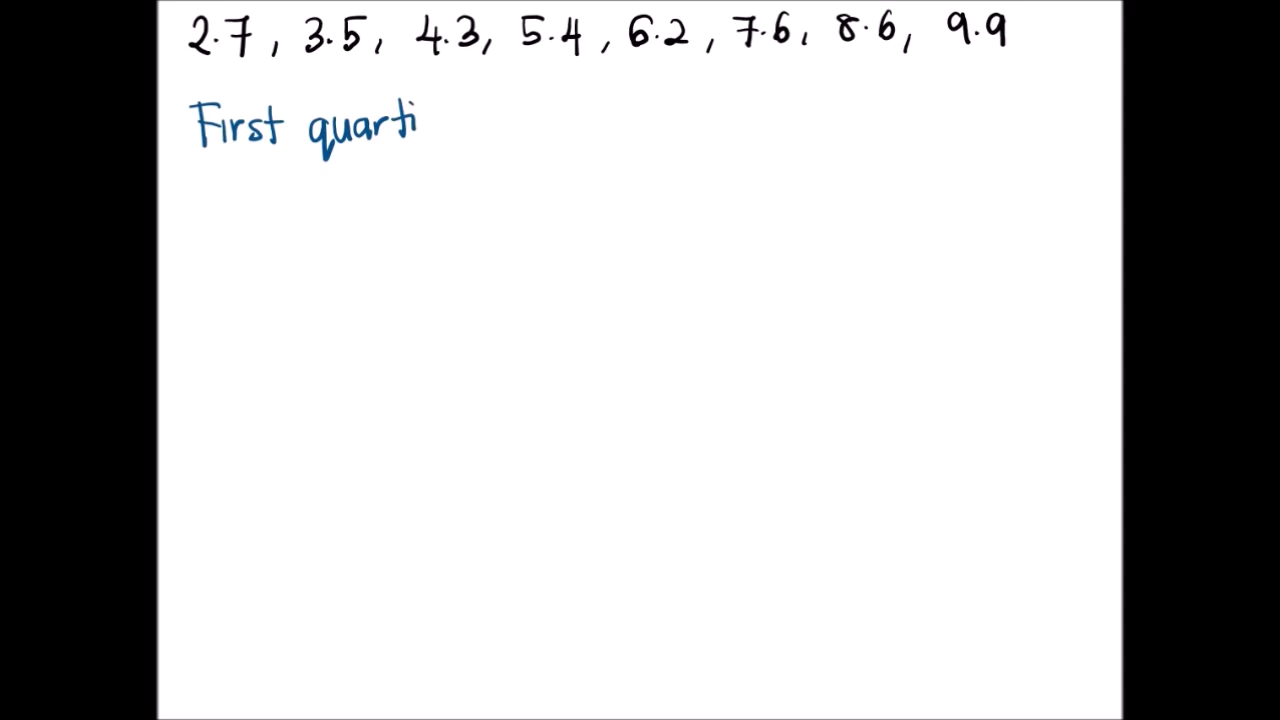 2.7, 3.5, 4.3, 5.4, 6.2, 7.6, 8.6, 9.9
First quarti